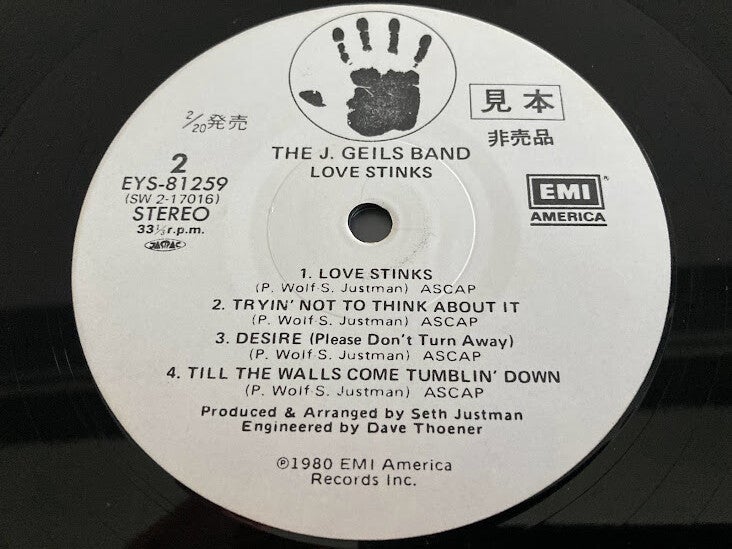 2/20発売
見本
非売品
2
EYS-81259
(SW 2-17016)
STEREO
33⅓r.p.m.
JASRAC
THE J. GEILS BAND
LOVE STINKS
EMI
®
AMERICA
1. LOVE STINKS
(P. Wolf-S. Justman) ASCAP
2. TRYIN' NOT TO THINK ABOUT IT
(P. Wolf-S. Justman) ASCAP
3. DESIRE (Please Don't Turn Away)
(P. Wolf-S. Justman) ASCAP
4. TILL THE WALLS COME TUMBLIN' DOWN
(P. Wolf-S. Justman) ASCAP
Produced & Arranged by Seth Justman
Engineered by Dave Thoener
℗1980 EMI America
Records Inc.